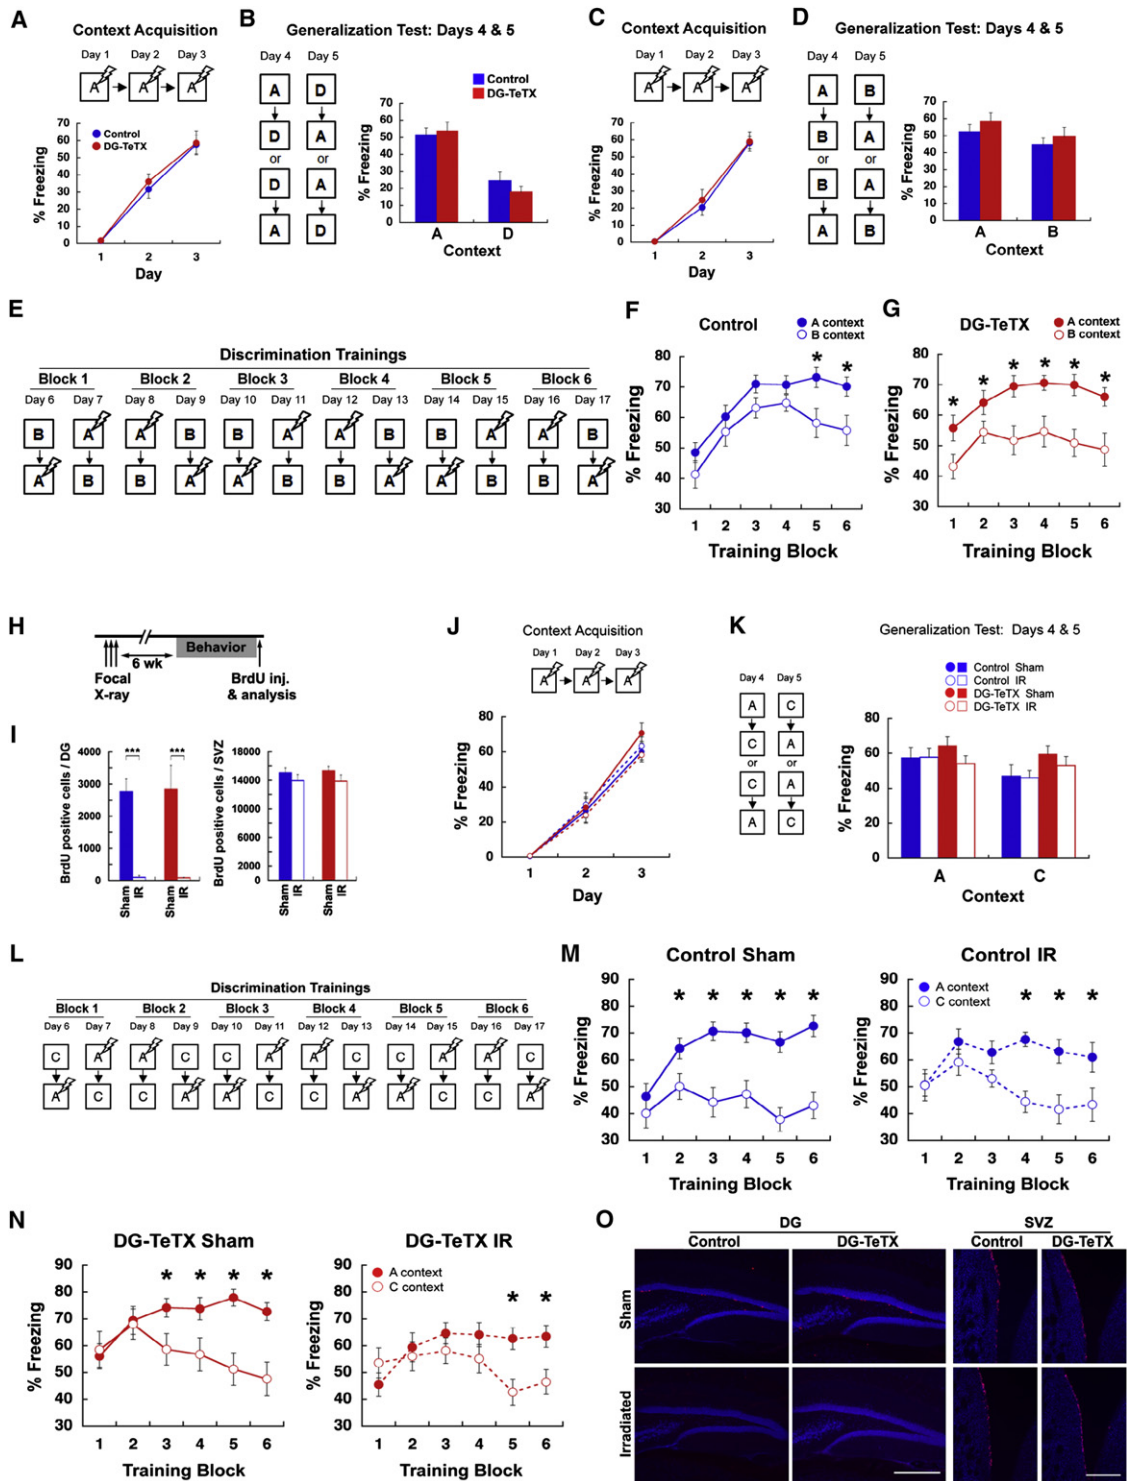 A
Context Acquisition
Day 1 Day 2 Day 3
A A A
Control
DG-TeTX
% Freezing
70
60
50
40
30
20
10
0
1 2 3
Day
B
Generalization Test: Days 4 & 5
Day 4 Day 5
A D
D A
or or
D A
A D
Control
DG-TeTX
% Freezing
70
60
50
40
30
20
10
0
A D
Context
C
Context Acquisition
Day 1 Day 2 Day 3
A A A
% Freezing
70
60
50
40
30
20
10
0
1 2 3
Day
D
Generalization Test: Days 4 & 5
Day 4 Day 5
A B
B A
or or
B A
A B
% Freezing
70
60
50
40
30
20
10
0
A B
Context
E
Discrimination Trainings
Block 1 Block 2 Block 3 Block 4 Block 5 Block 6
Day 6 Day 7 Day 8 Day 9 Day 10 Day 11 Day 12 Day 13 Day 14 Day 15 Day 16 Day 17
B A A B B A A B B A A B
A B B A A B B A A B B A
F
Control
A context
B context
% Freezing
80
70
60
50
40
30
* *
1 2 3 4 5 6
Training Block
G
DG-TeTX
A context
B context
% Freezing
80
70
60
50
40
30
* * * * * *
1 2 3 4 5 6
Training Block
H
Behavior
6 wk
Focal
X-ray
BrdU inj.
& analysis
I
BrdU positive cells / DG
4000
3000
2000
1000
0
*** ***
Sham IR Sham IR
BrdU positive cells / SVZ
18000
16000
14000
12000
10000
8000
6000
4000
2000
0
Sham IR Sham IR
J
Context Acquisition
Day 1 Day 2 Day 3
A A A
% Freezing
80
60
40
20
0
1 2 3
Day
K
Generalization Test: Days 4 & 5
Day 4 Day 5
A C
C A
or or
C A
A C
Control Sham
Control IR
DG-TeTX Sham
DG-TeTX IR
% Freezing
80
60
40
20
0
A C
Context
L
Discrimination Trainings
Block 1 Block 2 Block 3 Block 4 Block 5 Block 6
Day 6 Day 7 Day 8 Day 9 Day 10 Day 11 Day 12 Day 13 Day 14 Day 15 Day 16 Day 17
C A A C C A A C C A A C
A C C A A C C A A C C A
M
Control Sham
% Freezing
90
80
70
60
50
40
30
* * * * *
1 2 3 4 5 6
Training Block
Control IR
A context
C context
% Freezing
90
80
70
60
50
40
30
* * *
1 2 3 4 5 6
Training Block
N
DG-TeTX Sham
% Freezing
90
80
70
60
50
40
30
* * * *
1 2 3 4 5 6
Training Block
DG-TeTX IR
A context
C context
% Freezing
90
80
70
60
50
40
30
* *
1 2 3 4 5 6
Training Block
O
DG SVZ
Control DG-TeTX Control DG-TeTX
Sham
Irradiated